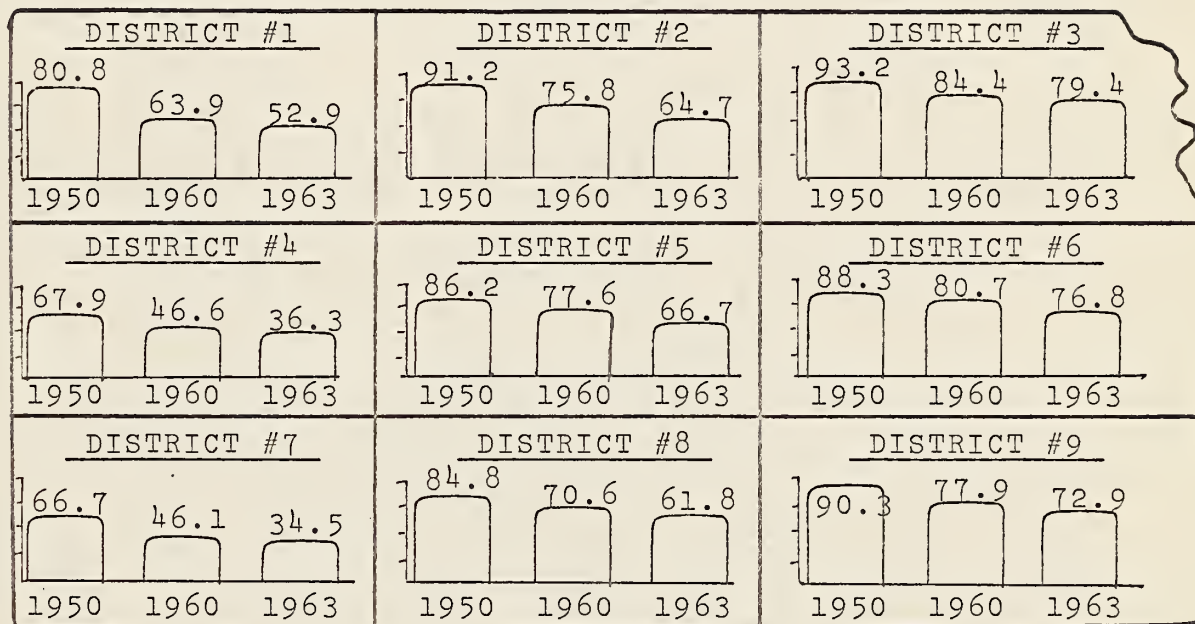 DISTRICT #1
80.8
63.9
52.9
1950 1960 1963
DISTRICT #2
91.2
75.8
64.7
1950 1960 1963
DISTRICT #3
93.2
84.4
79.4
1950 1960 1963
DISTRICT #4
67.9
46.6
36.3
1950 1960 1963
DISTRICT #5
86.2
77.6
66.7
1950 1960 1963
DISTRICT #6
88.3
80.7
76.8
1950 1960 1963
DISTRICT #7
66.7
46.1
34.5
1950 1960 1963
DISTRICT #8
84.8
70.6
61.8
1950 1960 1963
DISTRICT #9
90.3
77.9
72.9
1950 1960 1963